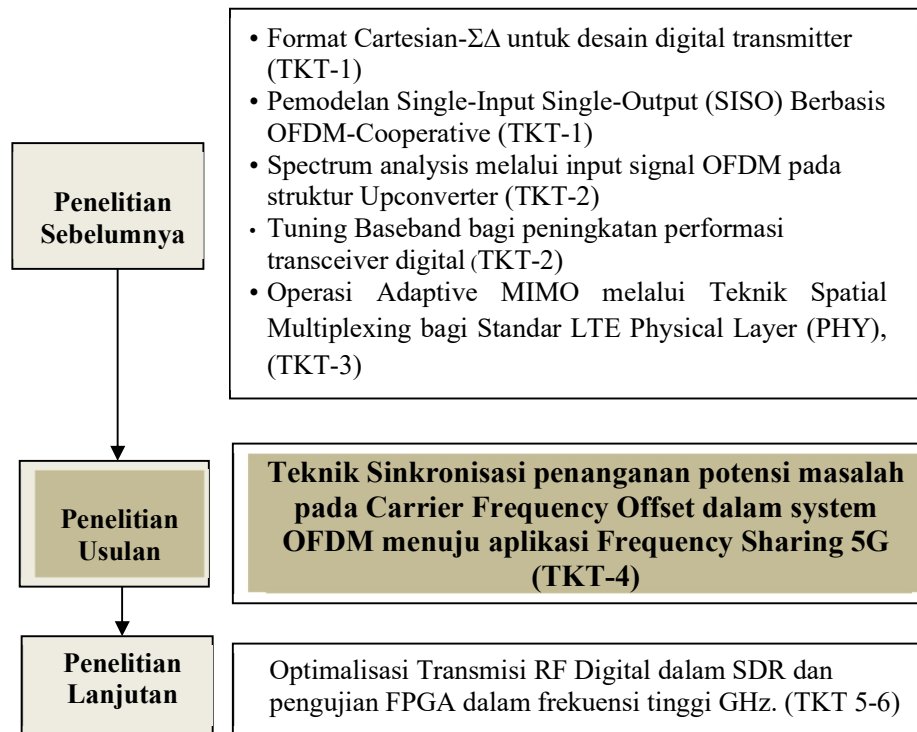 Penelitian
Sebelumnya
• Format Cartesian-ΣΔ untuk desain digital transmitter
(TKT-1)
• Pemodelan Single-Input Single-Output (SISO) Berbasis
OFDM-Cooperative (TKT-1)
• Spectrum analysis melalui input signal OFDM pada
struktur Upconverter (TKT-2)
• Tuning Baseband bagi peningkatan performasi
transceiver digital (TKT-2)
• Operasi Adaptive MIMO melalui Teknik Spatial
Multiplexing bagi Standar LTE Physical Layer (PHY),
(TKT-3)
Penelitian
Usulan
Teknik Sinkronisasi penanganan potensi masalah
pada Carrier Frequency Offset dalam system
OFDM menuju aplikasi Frequency Sharing 5G
(TKT-4)
Penelitian
Lanjutan
Optimalisasi Transmisi RF Digital dalam SDR dan
pengujian FPGA dalam frekuensi tinggi GHz. (TKT 5-6)